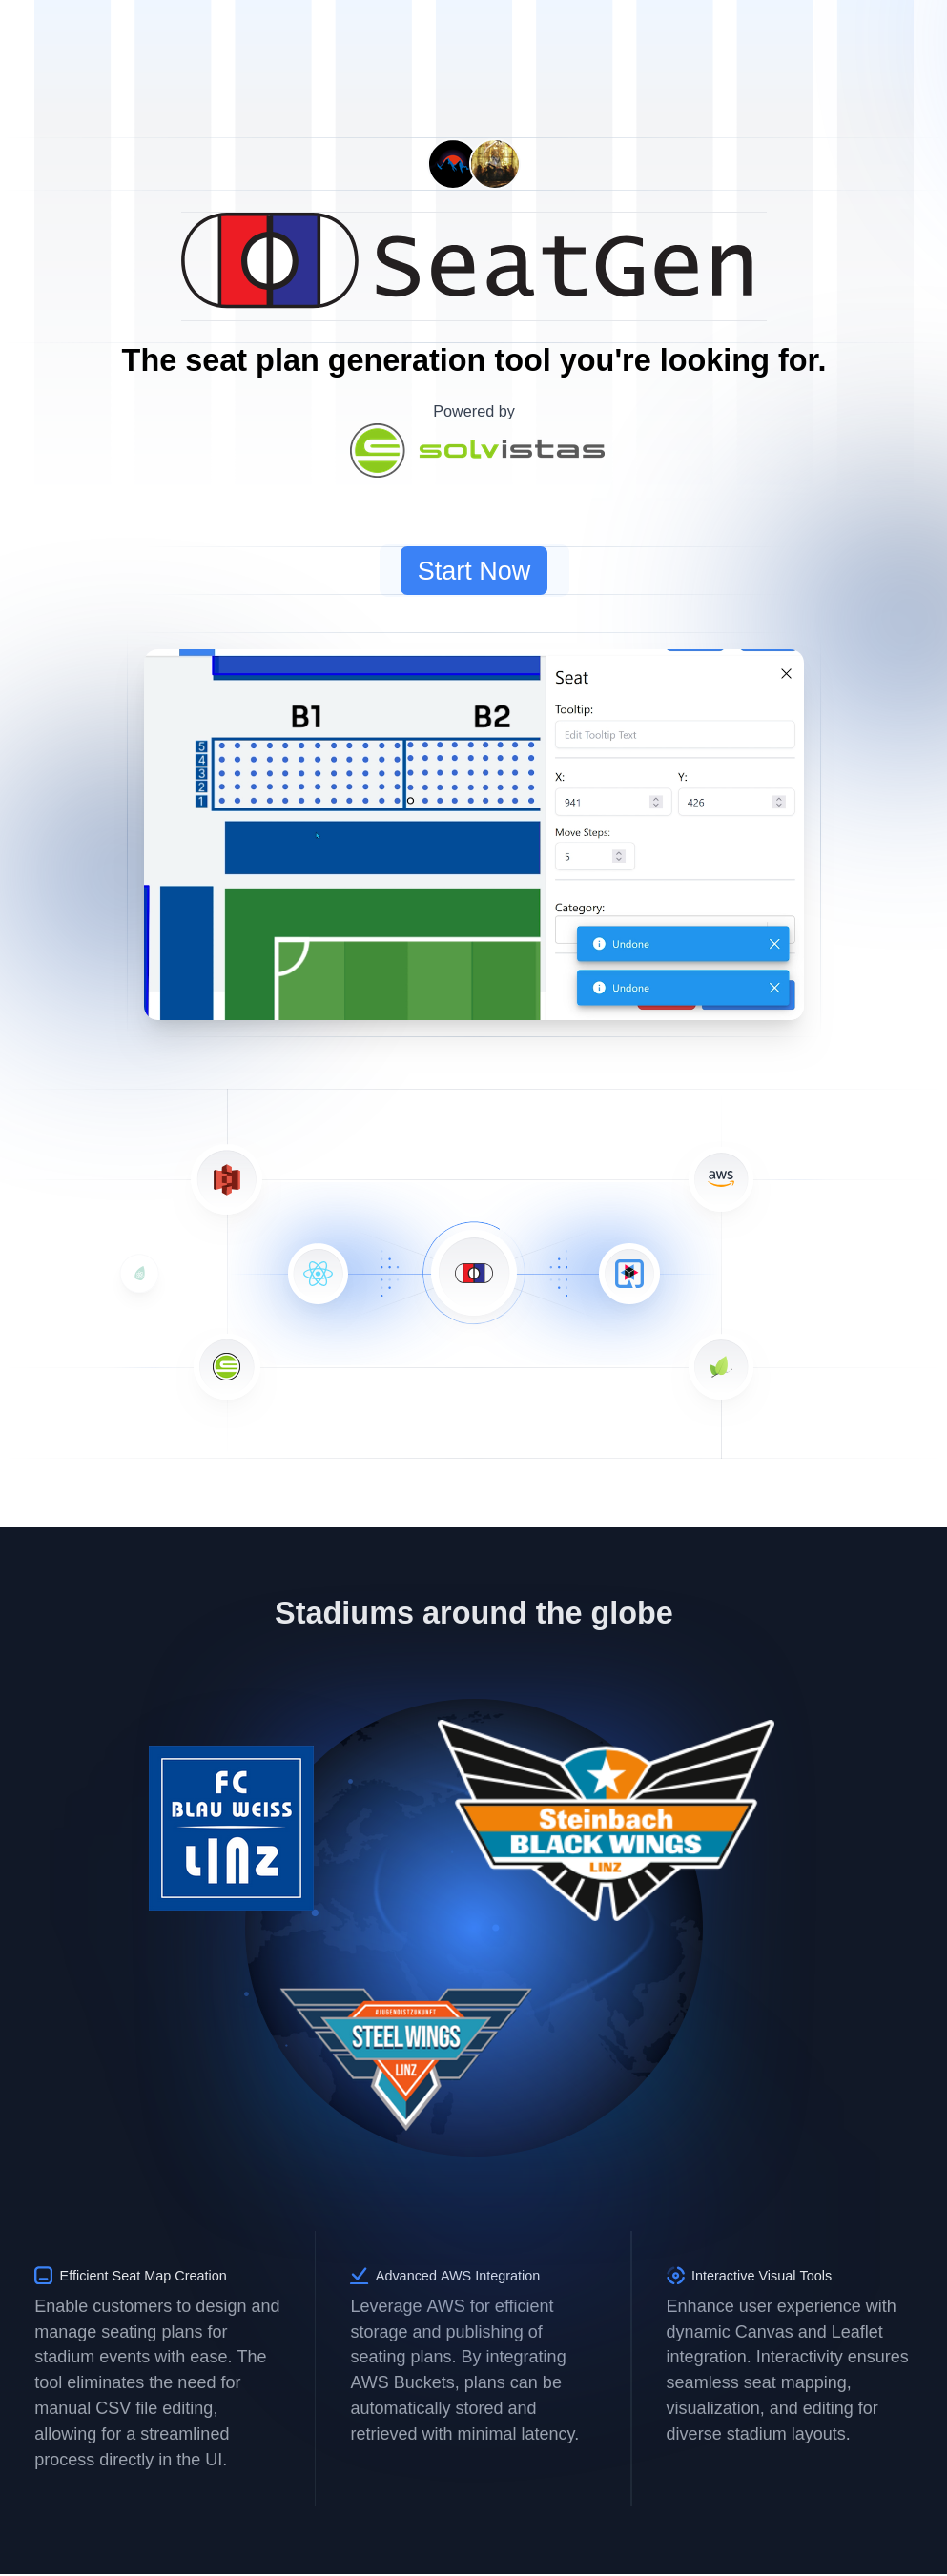 SeatGen
The seat plan generation tool you're looking for.
Powered by
solvistas
Start Now
B1
B2
5
4
3
2
1
Seat
Tooltip:
Edit Tooltip Text
X:
Y:
941
426
Move Steps:
5
Category:
Undone
Undone
aws
Stadiums around the globe
FC
BLAU WEISS
LINZ
Steinbach
BLACK WINGS
LINZ
#JUGENDISTZUKUNFT
STEEL WINGS
LINZ
Efficient Seat Map Creation
Enable customers to design and
manage seating plans for
stadium events with ease. The
tool eliminates the need for
manual CSV file editing,
allowing for a streamlined
process directly in the UI.
Advanced AWS Integration
Leverage AWS for efficient
storage and publishing of
seating plans. By integrating
AWS Buckets, plans can be
automatically stored and
retrieved with minimal latency.
Interactive Visual Tools
Enhance user experience with
dynamic Canvas and Leaflet
integration. Interactivity ensures
seamless seat mapping,
visualization, and editing for
diverse stadium layouts.